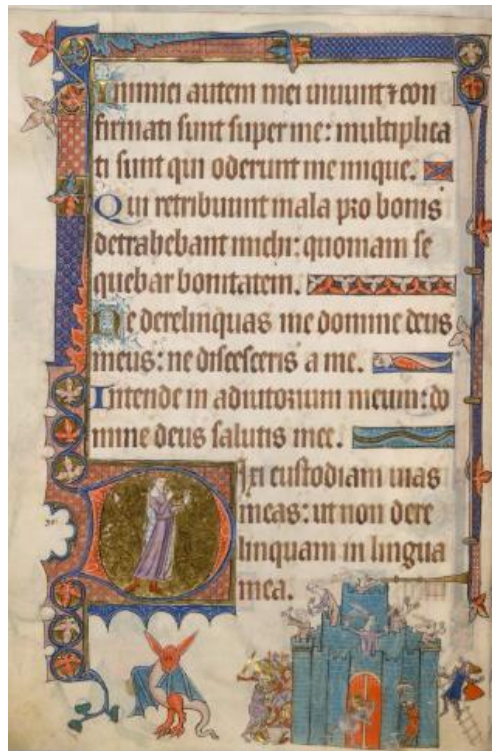 Inimici autem mei uiuunt ⁊ con
firmati sunt super me: multiplica
ti sunt qui oderunt me inique.
Qui retribuunt mala pro bonis
detrahebant michi: quoniam se
quebar bonitatem.
Ne derelinquas me domine deus
meus: ne discesseris a me.
Intende in adiutorium meum: do
mine deus salutis mee.
Dixi custodiam uias
meas: ut non dere
linquam in lingua
mea.